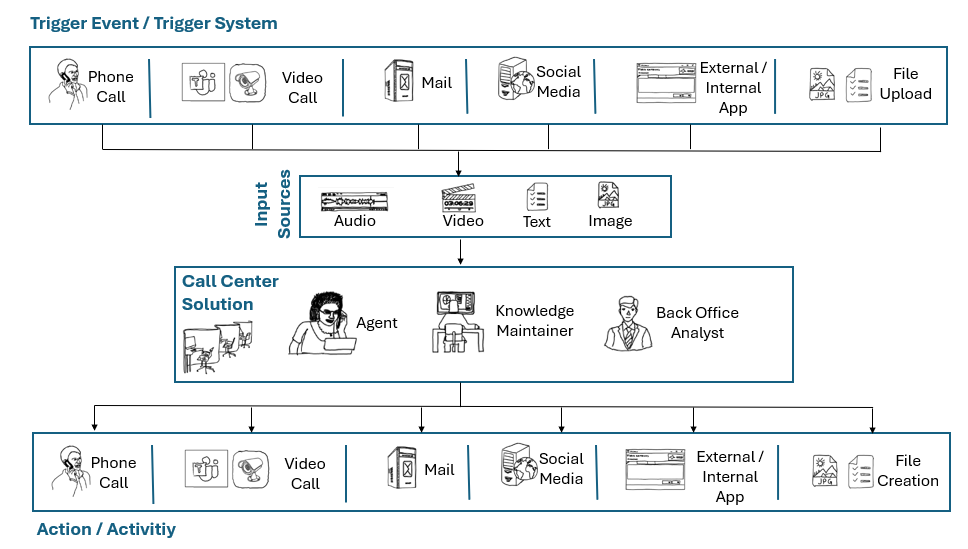 Trigger Event / Trigger System
Phone
Call
Video
Call
Mail
Social
Media
External /
Internal
App
JPG
File
Upload
Input
Sources
Audio
Video
Text
JPG
Image
Call Center
Solution
Agent
Knowledge
Maintainer
Back Office
Analyst
Phone
Call
Video
Call
Mail
Social
Media
External /
Internal
App
JPG
File
Creation
Action / Activitiy